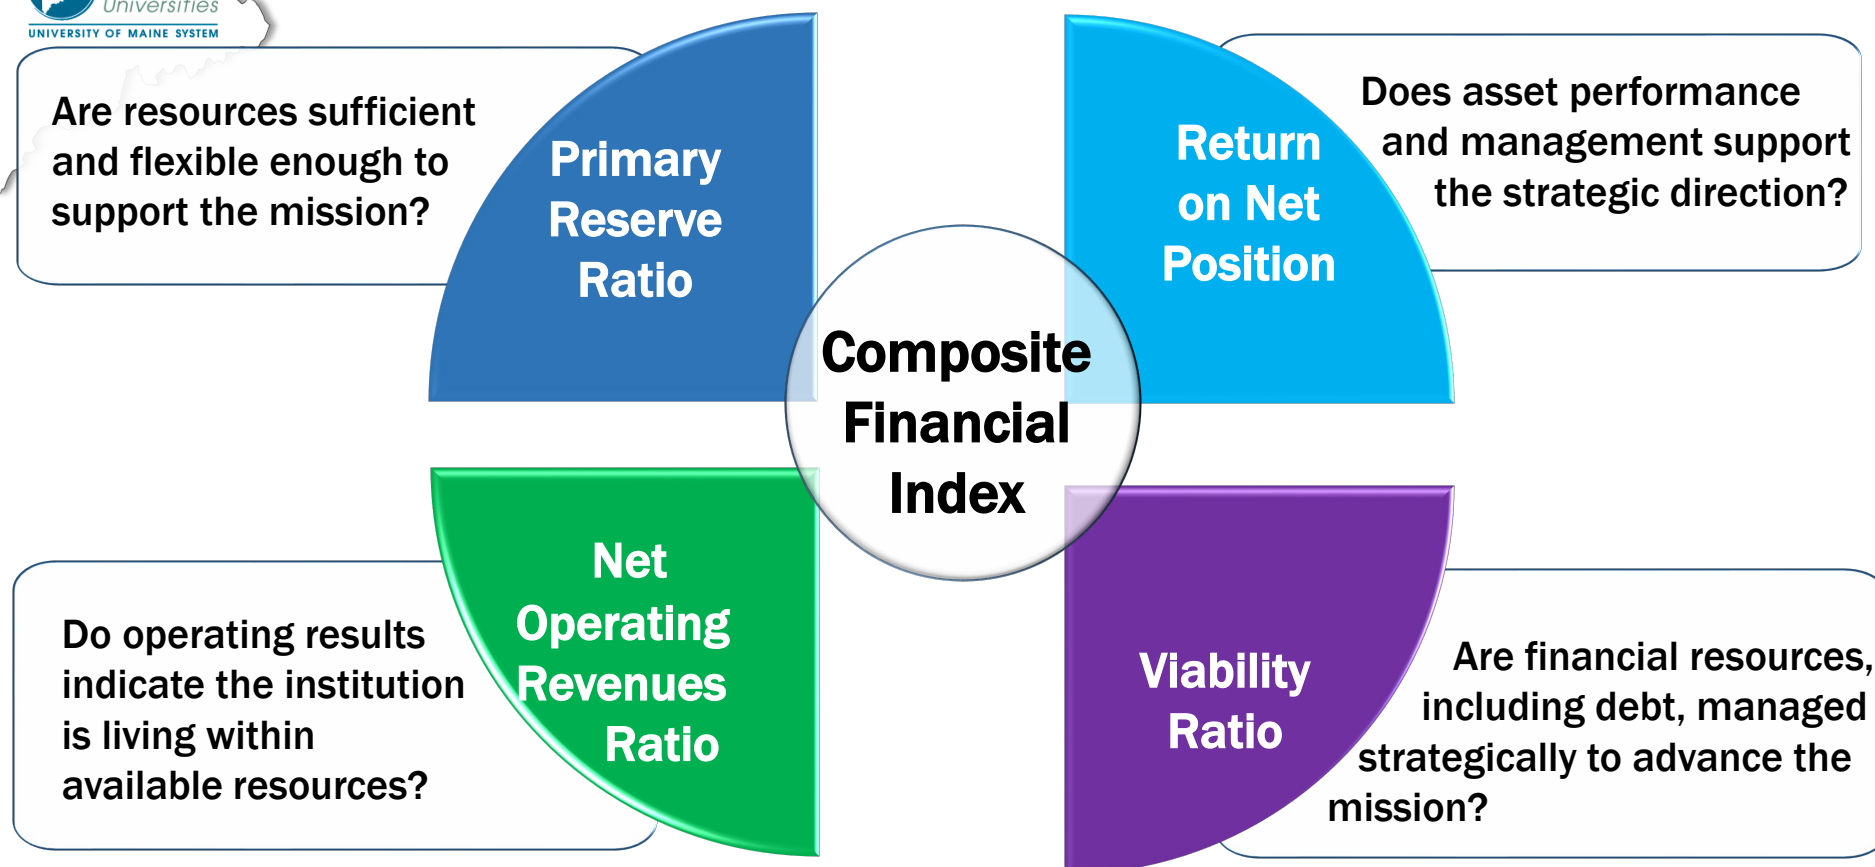 Universities
UNIVERSITY OF MAINE SYSTEM
Are resources sufficient
and flexible enough to
support the mission?
Primary
Reserve
Ratio
Return
on Net
Position
Does asset performance
and management support
the strategic direction?
Composite
Financial
Index
Do operating results
indicate the institution
is living within
available resources?
Net
Operating
Revenues
Ratio
Viability
Ratio
Are financial resources,
including debt, managed
strategically to advance the
mission?